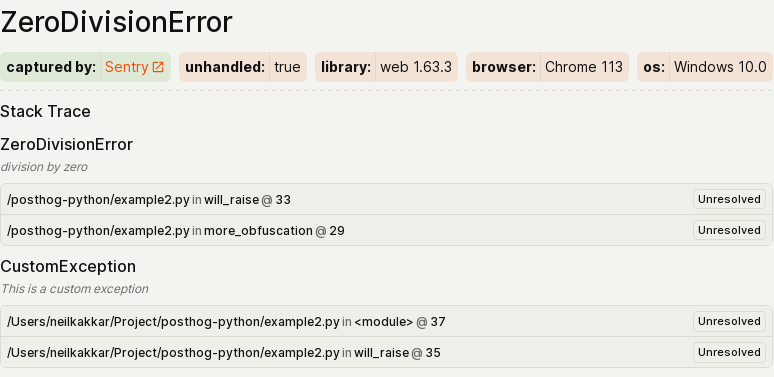 ZeroDivisionError
captured by: Sentry unhandled: true library: web 1.63.3 browser: Chrome 113 os: Windows 10.0
Stack Trace
ZeroDivisionError
division by zero
/posthog-python/example2.py in will_raise @ 33 Unresolved
/posthog-python/example2.py in more_obfuscation @ 29 Unresolved
CustomException
This is a custom exception
/Users/neilkakkar/Project/posthog-python/example2.py in <module> @ 37 Unresolved
/Users/neilkakkar/Project/posthog-python/example2.py in will_raise @ 35 Unresolved